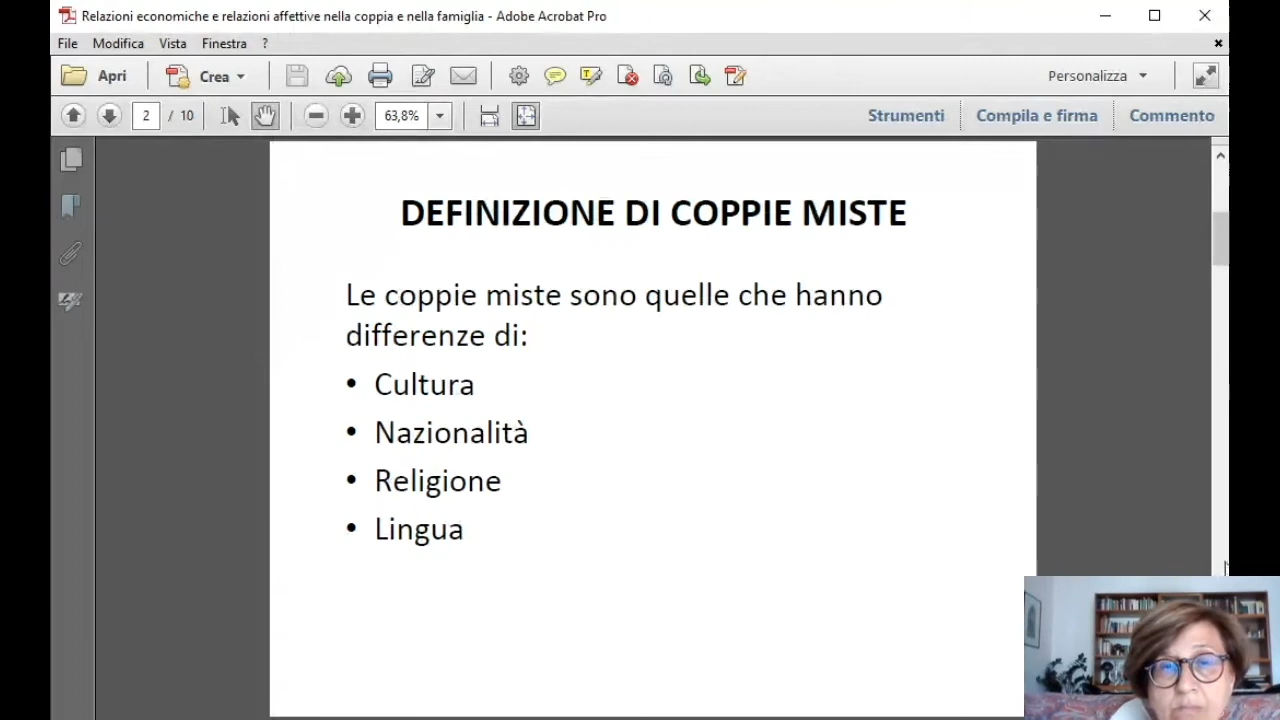 Relazioni economiche e relazioni affettive nella coppia e nella famiglia - Adobe Acrobat Pro
File Modifica Vista Finestra ?
Apri Crea Personalizza
2 / 10 63,8% Strumenti Compila e firma Commento
DEFINIZIONE DI COPPIE MISTE
Le coppie miste sono quelle che hanno
differenze di:
• Cultura
• Nazionalità
• Religione
• Lingua